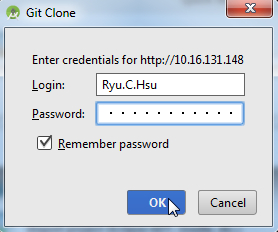 Git Clone
Enter credentials for http://10.16.131.148
Login: Ryu.C.Hsu
Password: ···········
Remember password
OK Cancel